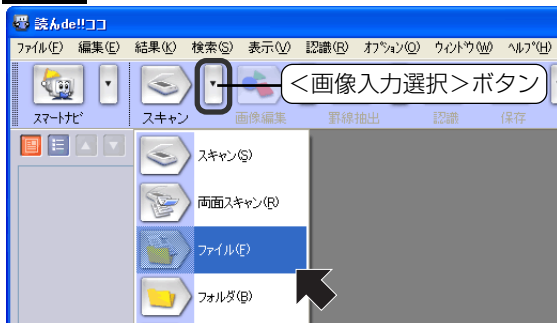 読んde!!ココ
ファイル(F) 編集(E) 結果(K) 検索(S) 表示(V) 認識(R) オプション(O) ウィンドウ(W) ヘルプ(H)
<画像入力選択>ボタン
スマートナビ スキャン 画像編集 罫線抽出 認識 保存
スキャン(S)
両面スキャン(R)
ファイル(F)
フォルダ(B)